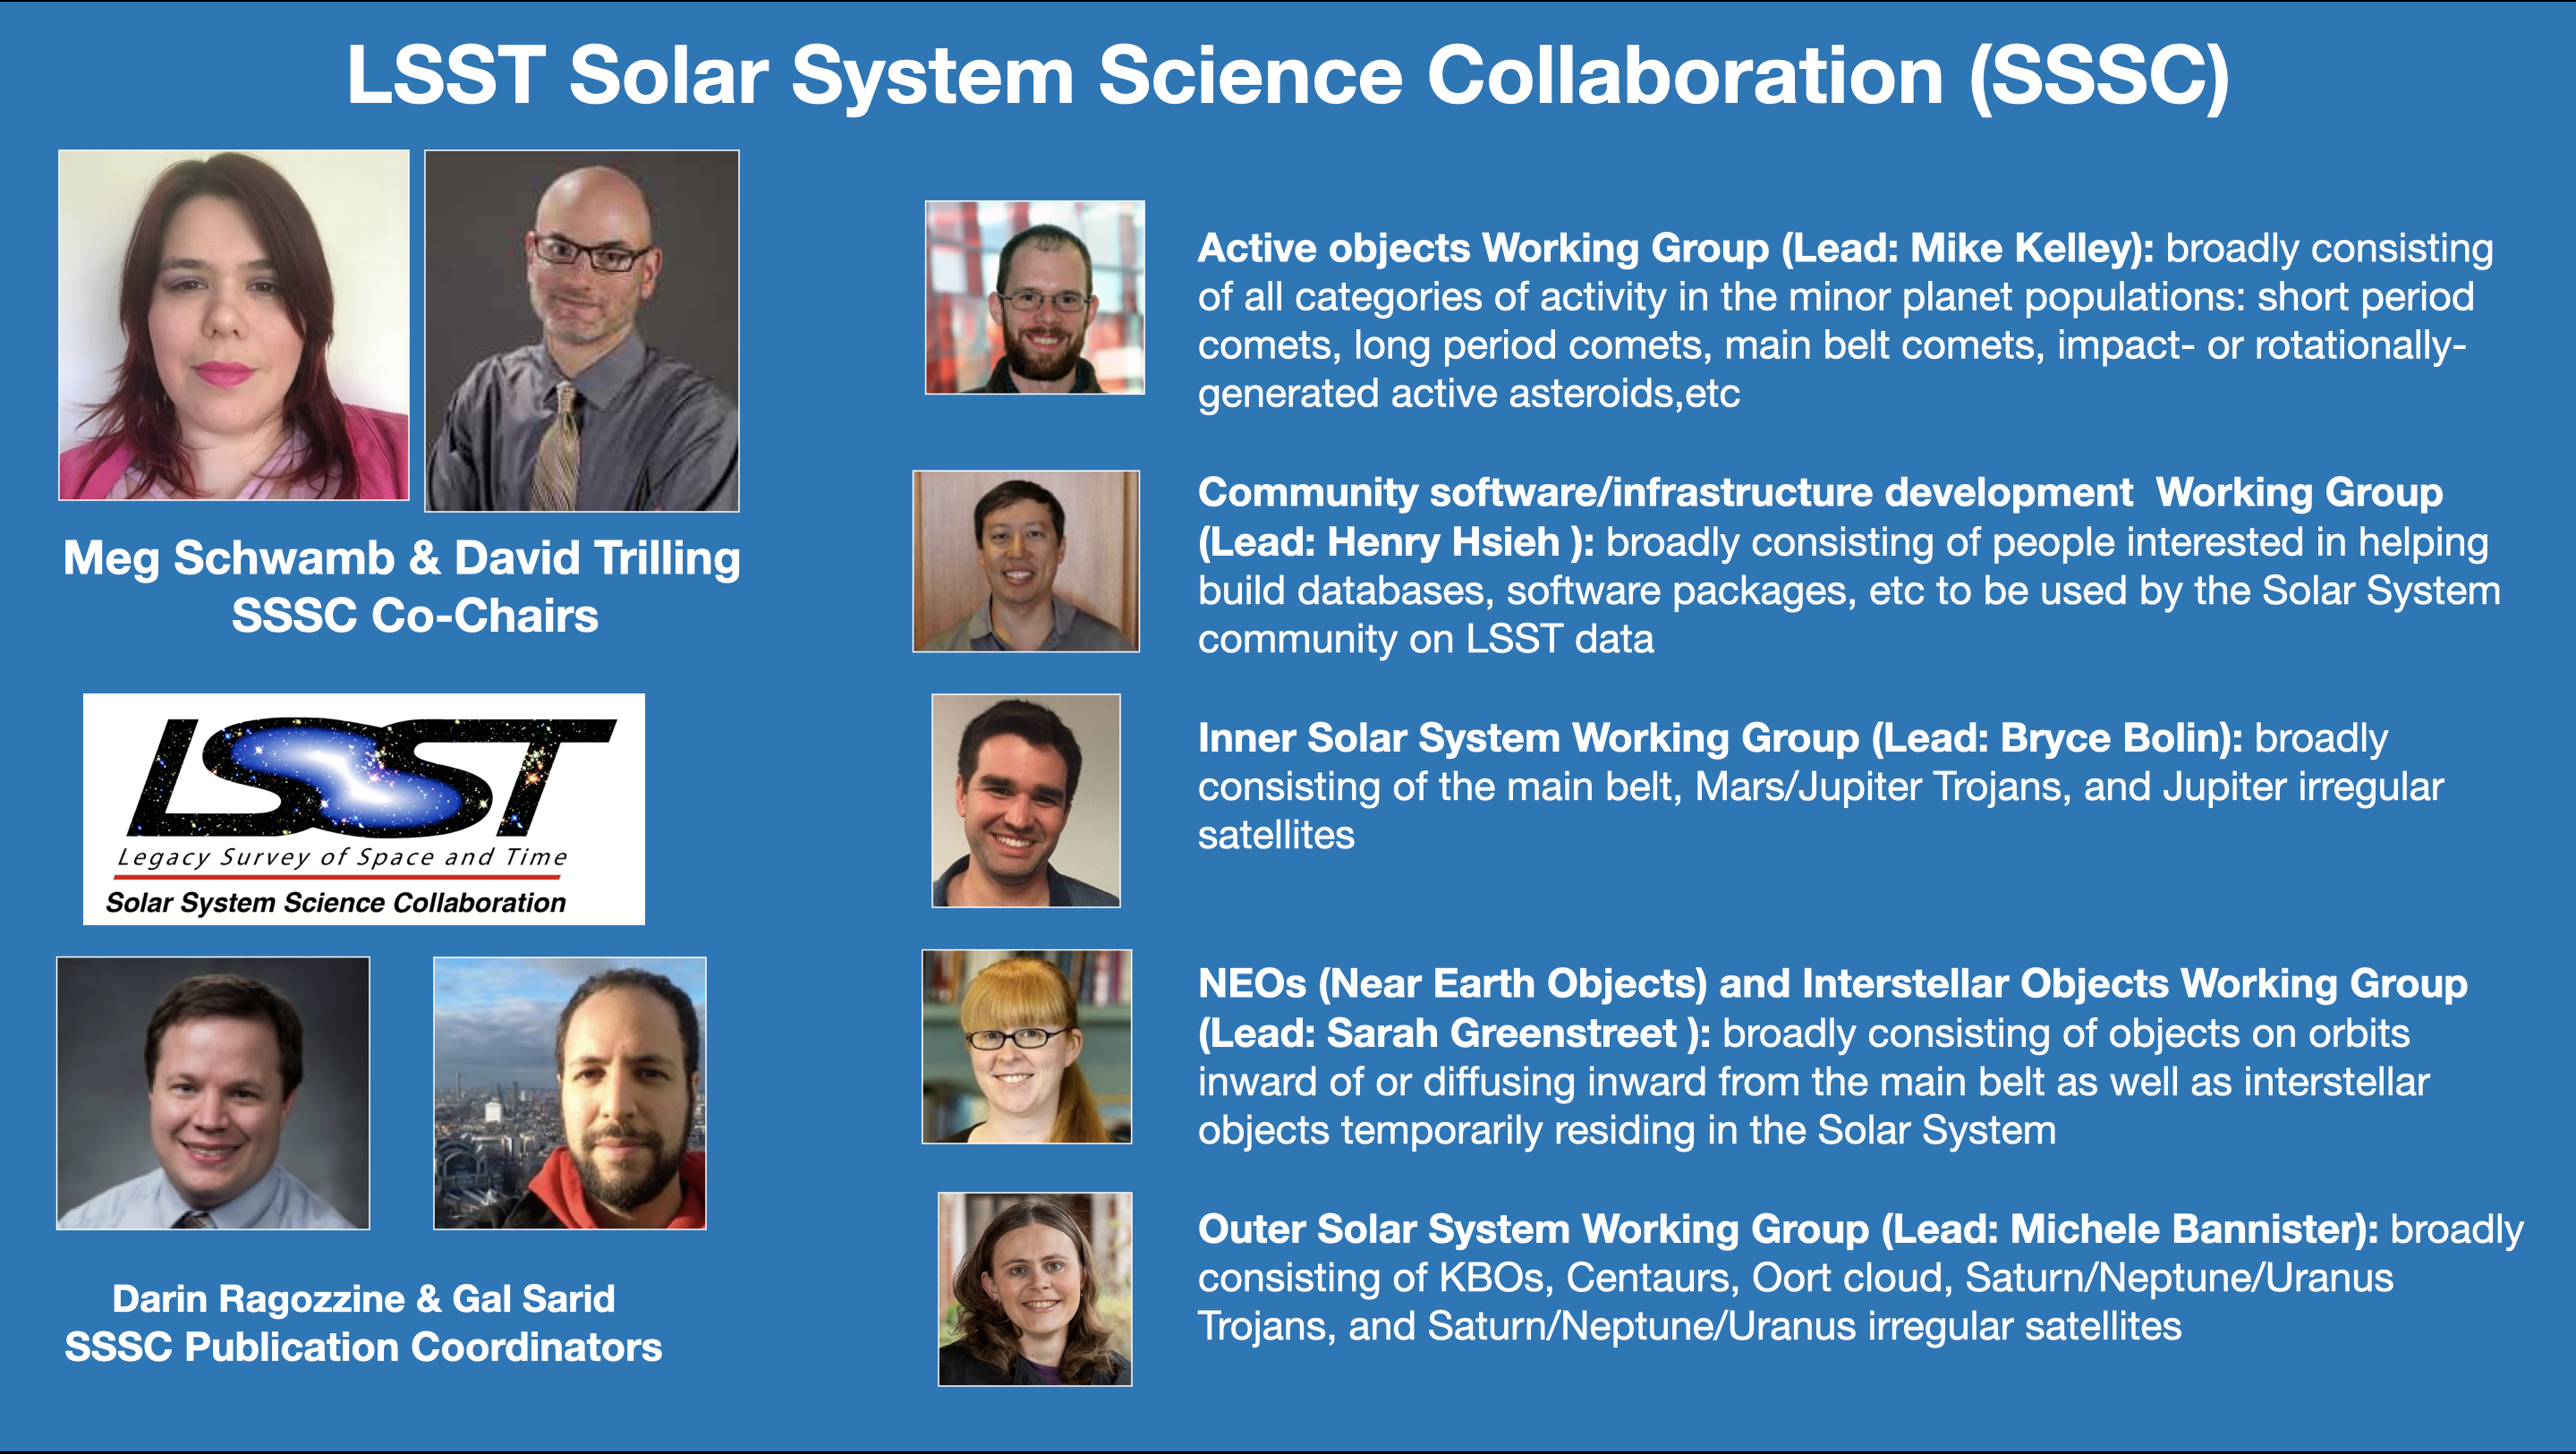 LSST Solar System Science Collaboration (SSSC)
Meg Schwamb & David Trilling
SSSC Co-Chairs
LSST
Legacy Survey of Space and Time
Solar System Science Collaboration
Darin Ragozzine & Gal Sarid
SSSC Publication Coordinators
Active objects Working Group (Lead: Mike Kelley): broadly consisting
of all categories of activity in the minor planet populations: short period
comets, long period comets, main belt comets, impact- or rotationally-
generated active asteroids,etc
Community software/infrastructure development  Working Group
(Lead: Henry Hsieh ): broadly consisting of people interested in helping
build databases, software packages, etc to be used by the Solar System
community on LSST data
Inner Solar System Working Group (Lead: Bryce Bolin): broadly
consisting of the main belt, Mars/Jupiter Trojans, and Jupiter irregular
satellites
NEOs (Near Earth Objects) and Interstellar Objects Working Group
(Lead: Sarah Greenstreet ): broadly consisting of objects on orbits
inward of or diffusing inward from the main belt as well as interstellar
objects temporarily residing in the Solar System
Outer Solar System Working Group (Lead: Michele Bannister): broadly
consisting of KBOs, Centaurs, Oort cloud, Saturn/Neptune/Uranus
Trojans, and Saturn/Neptune/Uranus irregular satellites